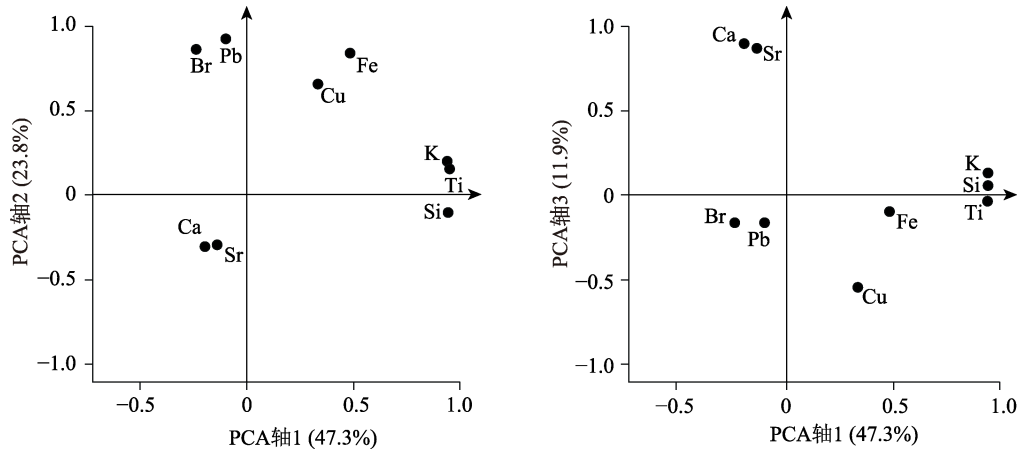 1.0
Br
Pb
Fe
Cu
0.5
K
Ti
0
Si
Ca
Sr
−0.5
−1.0
−0.5
0
0.5
1.0
PCA轴2 (23.8%)
PCA轴1 (47.3%)
1.0
Ca
Sr
0.5
K
Si
0
Ti
Br
Pb
Fe
−0.5
Cu
−1.0
−0.5
0
0.5
1.0
PCA轴3 (11.9%)
PCA轴1 (47.3%)